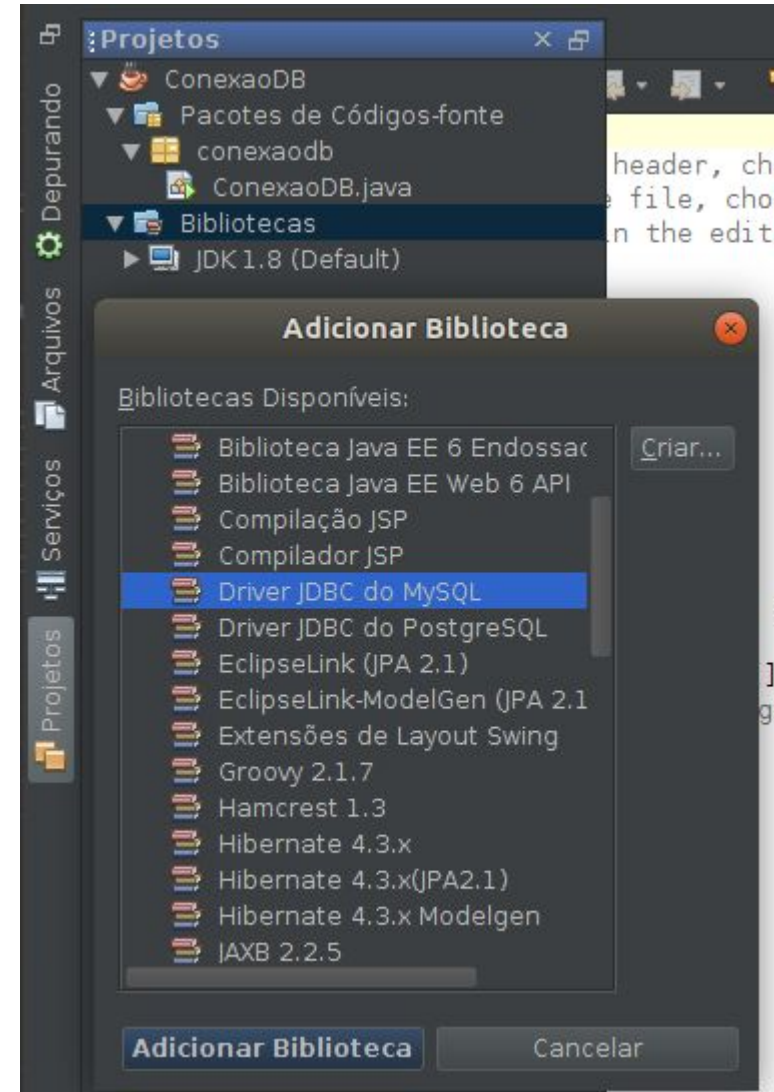 Projetos
ConexaoDB
Pacotes de Códigos-fonte
conexaodb
ConexaoDB.java
Bibliotecas
JDK 1.8 (Default)
Depurando
Arquivos
Serviços
Projetos
header, ch
file, cho
n the edit
Adicionar Biblioteca
Bibliotecas Disponíveis:
Biblioteca Java EE 6 Endossac
Biblioteca Java EE Web 6 API
Compilação JSP
Compilador JSP
Driver JDBC do MySQL
Driver JDBC do PostgreSQL
EclipseLink (JPA 2.1)
EclipseLink-ModelGen (JPA 2.1
Extensões de Layout Swing
Groovy 2.1.7
Hamcrest 1.3
Hibernate 4.3.x
Hibernate 4.3.x(JPA2.1)
Hibernate 4.3.x Modelgen
JAXB 2.2.5
Criar...
Adicionar Biblioteca
Cancelar